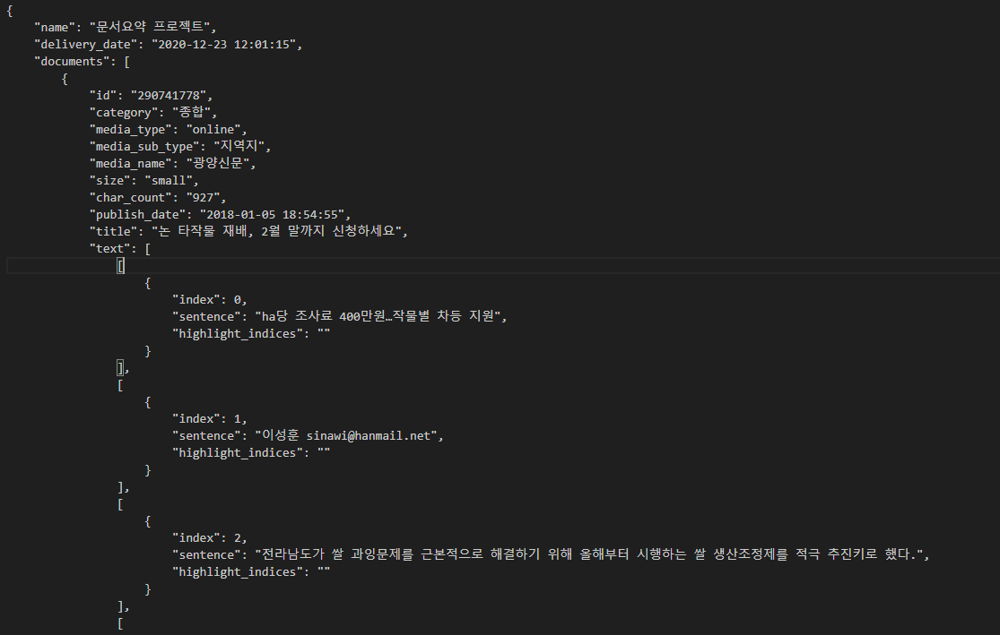 {
    "name": "문서요약 프로젝트",
    "delivery_date": "2020-12-23 12:01:15",
    "documents": [
        {
            "id": "290741778",
            "category": "종합",
            "media_type": "online",
            "media_sub_type": "지역지",
            "media_name": "광양신문",
            "size": "small",
            "char_count": "927",
            "publish_date": "2018-01-05 18:54:55",
            "title": "논 타작물 재배, 2월 말까지 신청하세요",
            "text": [
                [
                    {
                        "index": 0,
                        "sentence": "ha당 조사료 400만원…작물별 차등 지원",
                        "highlight_indices": ""
                    }
                ],
                [
                    {
                        "index": 1,
                        "sentence": "이성훈 sinawi@hanmail.net",
                        "highlight_indices": ""
                    }
                ],
                [
                    {
                        "index": 2,
                        "sentence": "전라남도가 쌀 과잉문제를 근본적으로 해결하기 위해 올해부터 시행하는 쌀 생산조정제를 적극 추진키로 했다.",
                        "highlight_indices": ""
                    }
                ],
                [